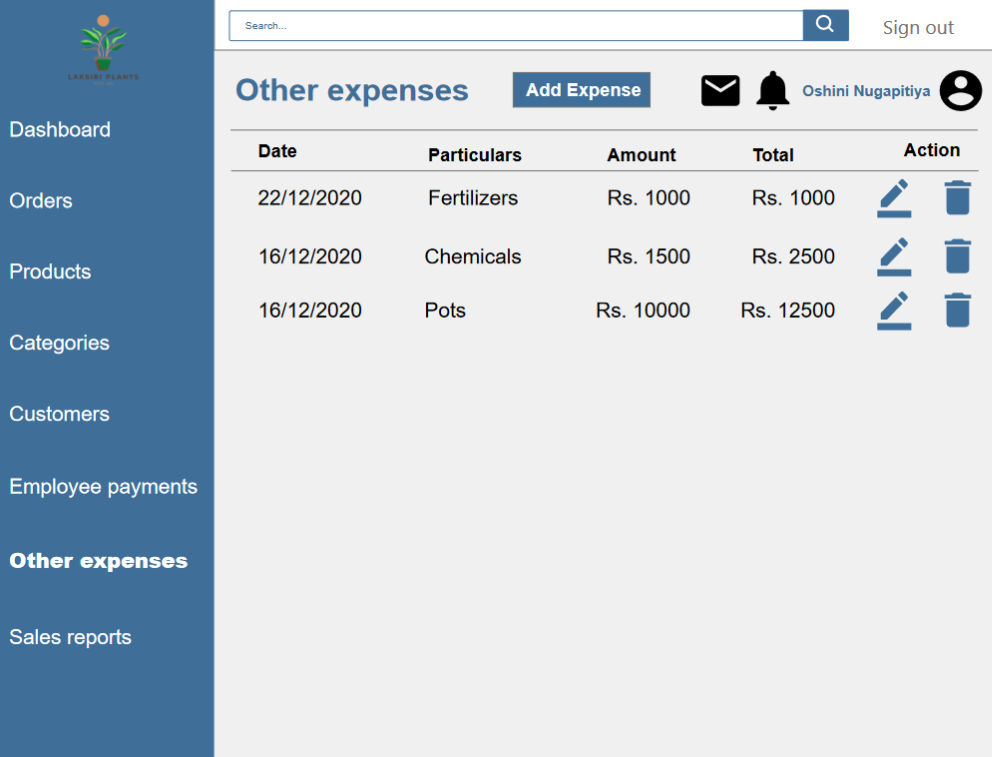 LAKSIRI PLANTS
Search...
Sign out
Other expenses
Add Expense
Oshini Nugapitiya
Date Particulars Amount Total Action
22/12/2020 Fertilizers Rs. 1000 Rs. 1000
16/12/2020 Chemicals Rs. 1500 Rs. 2500
16/12/2020 Pots Rs. 10000 Rs. 12500
Dashboard
Orders
Products
Categories
Customers
Employee payments
Other expenses
Sales reports